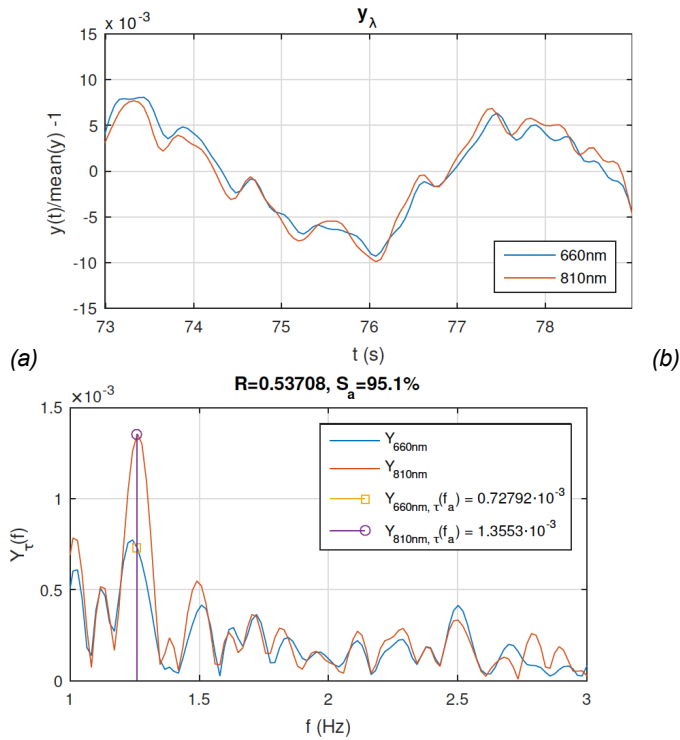 y_λ
×10⁻³
15
10
5
0
-5
-10
-15
y(t)/mean(y) -1
660nm
810nm
73 74 75 76 77 78
t (s)
(a) (b)
R=0.53708, S_a=95.1%
×10⁻³
1.5
1
0.5
0
Y_τ(f)
Y_660nm
Y_810nm
Y_660nm, τ(f_a) = 0.72792·10⁻³
Y_810nm, τ(f_a) = 1.3553·10⁻³
1 1.5 2 2.5 3
f (Hz)